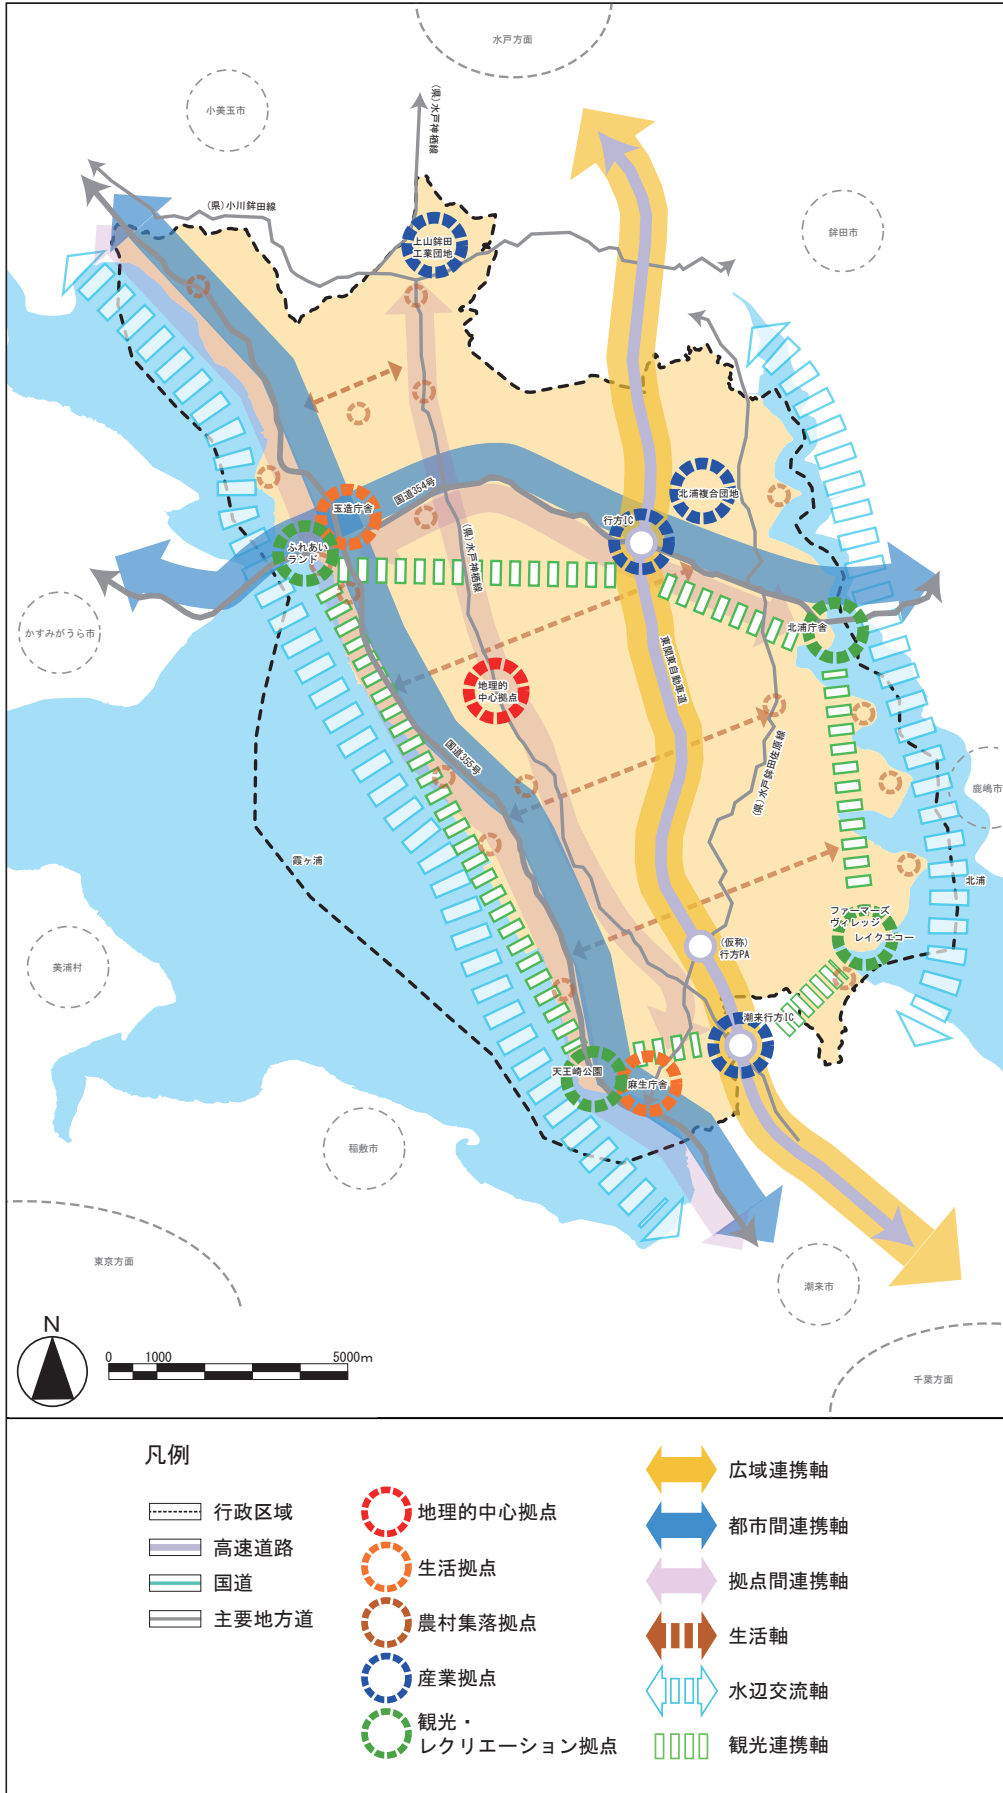 水戸方面
小美玉市
(県)水戸神栖線
(県)小川鉾田線
鉾田市
上山鉾田
工業団地
国道354号
玉造庁舎
北浦複合団地
行方IC
ふれあい
ランド
(県)水戸神栖線
かすみがうら市
北浦庁舎
東関東自動車道
地理的
中心拠点
国道355号
(県)水戸鉾田佐原線
鹿嶋市
霞ヶ浦
北浦
ファーマーズ
ヴィレッジ
レイクエコー
美浦村
(仮称)
行方PA
潮来行方IC
天王崎公園
麻生庁舎
稲敷市
東京方面
潮来市
千葉方面
N
0 1000 5000m
凡例
行政区域
高速道路
国道
主要地方道
地理的中心拠点
生活拠点
農村集落拠点
産業拠点
観光・
レクリエーション拠点
広域連携軸
都市間連携軸
拠点間連携軸
生活軸
水辺交流軸
観光連携軸